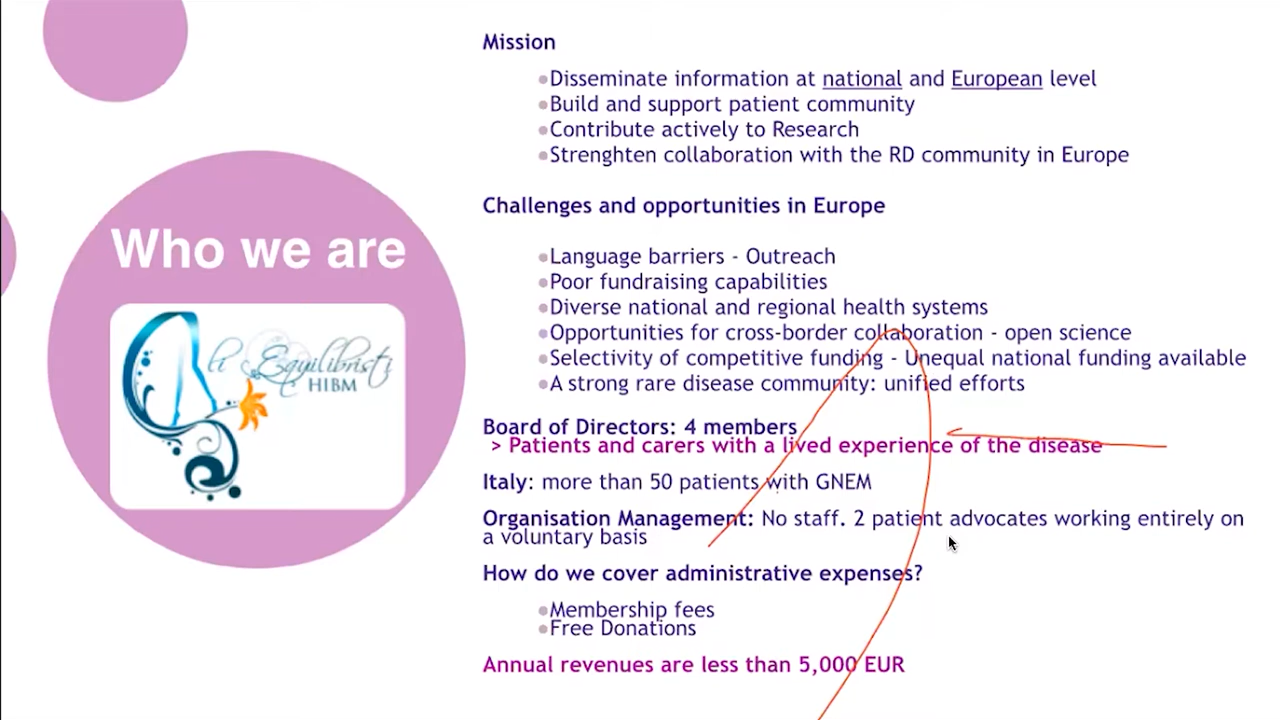 Who we are
Gli Equilibristi
HIBM
Mission
Disseminate information at national and European level
Build and support patient community
Contribute actively to Research
Strenghten collaboration with the RD community in Europe
Challenges and opportunities in Europe
Language barriers - Outreach
Poor fundraising capabilities
Diverse national and regional health systems
Opportunities for cross-border collaboration - open science
Selectivity of competitive funding - Unequal national funding available
A strong rare disease community: unified efforts
Board of Directors: 4 members
> Patients and carers with a lived experience of the disease
Italy: more than 50 patients with GNEM
Organisation Management: No staff. 2 patient advocates working entirely on
a voluntary basis
How do we cover administrative expenses?
Membership fees
Free Donations
Annual revenues are less than 5,000 EUR